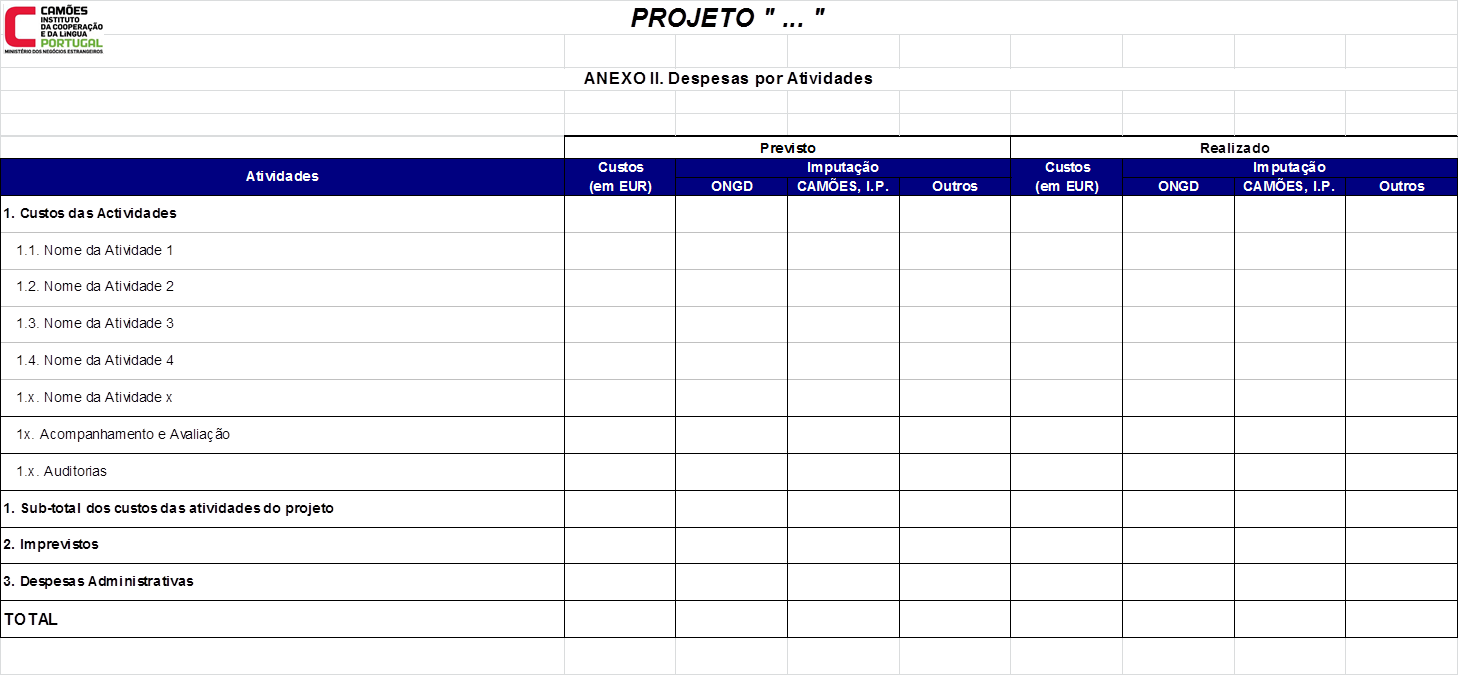 CAMÕES
INSTITUTO
DA COOPERAÇÃO
E DA LÍNGUA
PORTUGAL
MINISTÉRIO DOS NEGÓCIOS ESTRANGEIROS
PROJETO " ... "
ANEXO II. Despesas por Atividades
Previsto Realizado
Atividades
Custos Imputação Custos Imputação
(em EUR) ONGD CAMÕES, I.P. Outros (em EUR) ONGD CAMÕES, I.P. Outros
1. Custos das Actividades
1.1. Nome da Atividade 1
1.2. Nome da Atividade 2
1.3. Nome da Atividade 3
1.4. Nome da Atividade 4
1.x. Nome da Atividade x
1x. Acompanhamento e Avaliação
1.x. Auditorias
1. Sub-total dos custos das atividades do projeto
2. Imprevistos
3. Despesas Administrativas
TOTAL